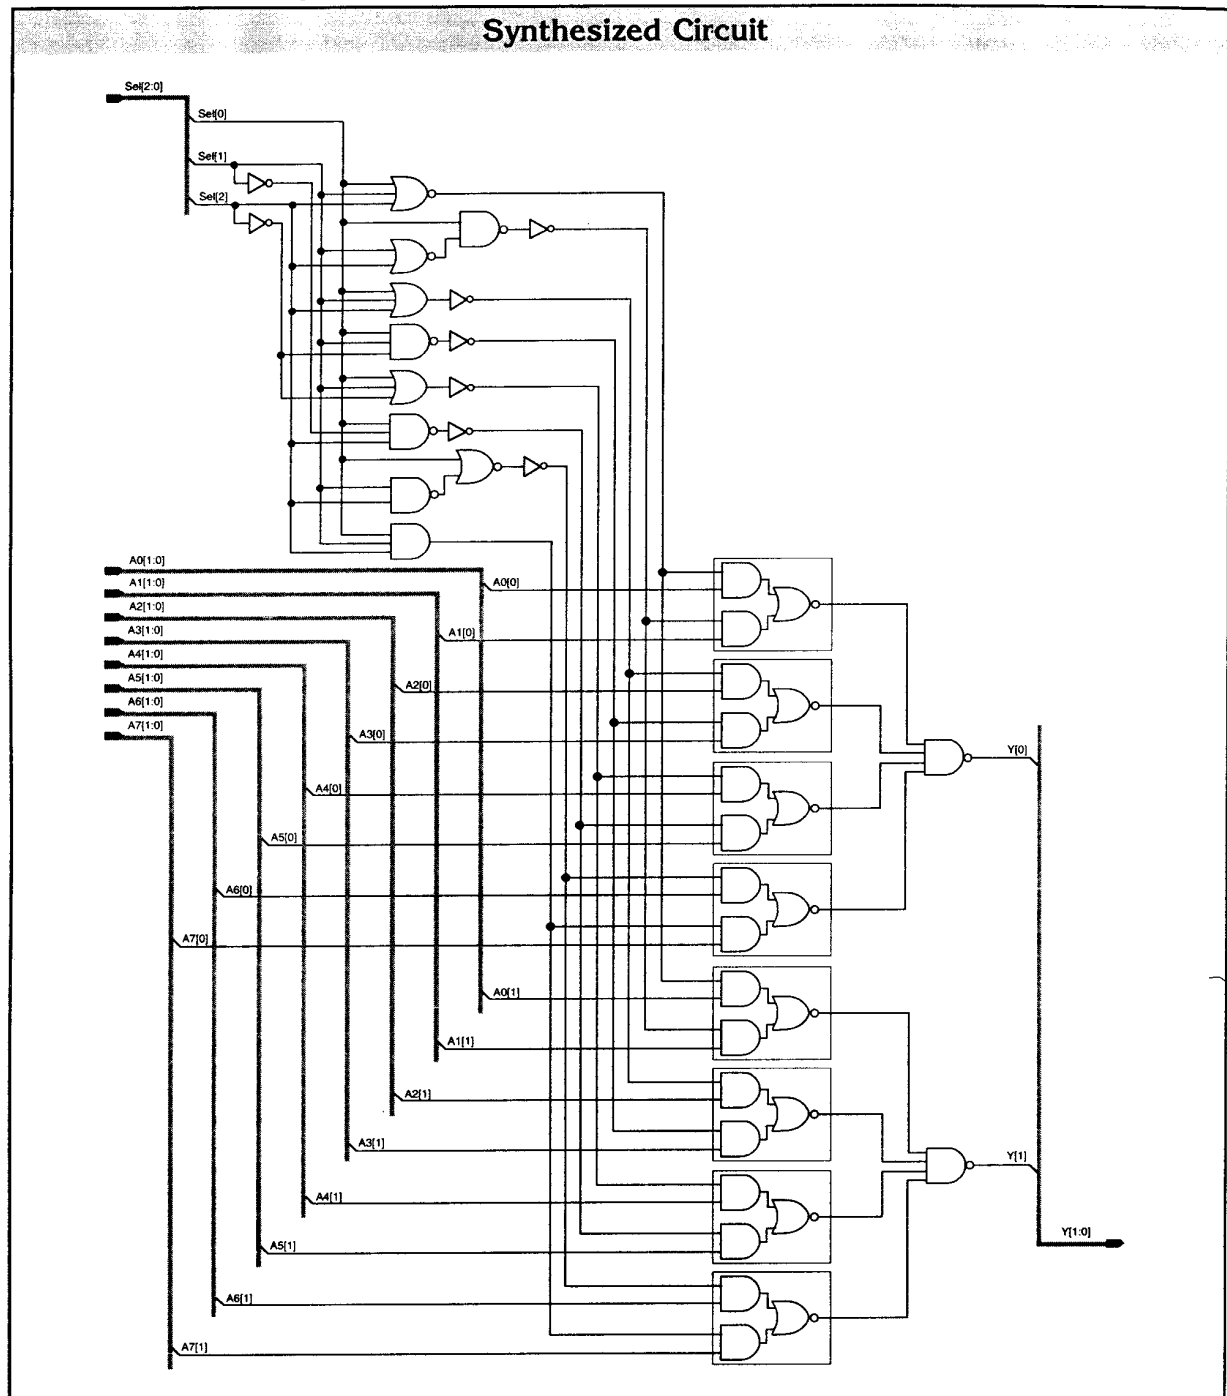 Synthesized Circuit
Sel[2:0]
Sel[0]
Sel[1]
Sel[2]
A0[1:0]
A1[1:0]
A2[1:0]
A3[1:0]
A4[1:0]
A5[1:0]
A6[1:0]
A7[1:0]
A0[0]
A1[0]
A2[0]
A3[0]
Y[0]
A4[0]
A5[0]
A6[0]
A7[0]
A0[1]
A1[1]
A2[1]
A3[1]
Y[1]
A4[1]
Y[1:0]
A5[1]
A6[1]
A7[1]